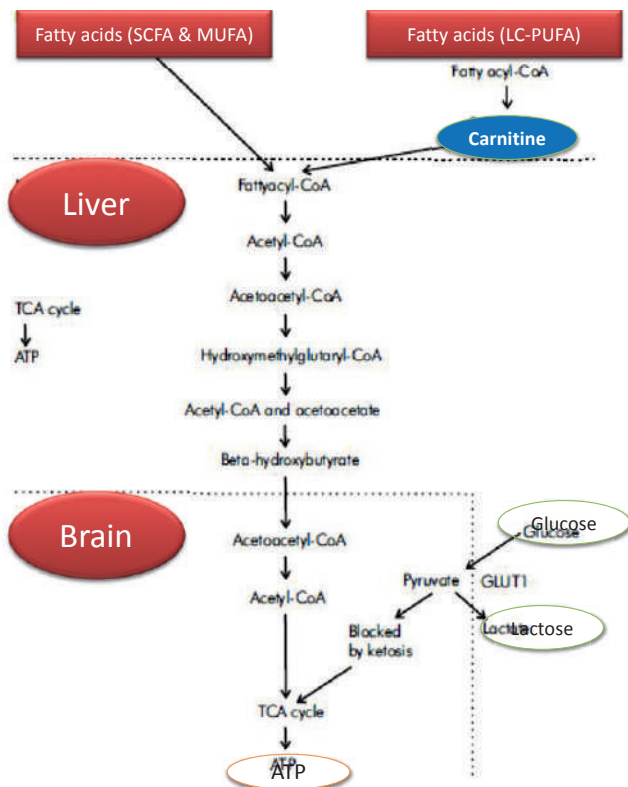 Fatty acids (SCFA & MUFA)
Fatty acids (LC-PUFA)
Fatty acyl-CoA
Carnitine
Liver
Fattyacyl-CoA
Acetyl-CoA
Acetoacetyl-CoA
TCA cycle
ATP
Hydroxymethylglutaryl-CoA
Acetyl-CoA and acetoacetate
Beta-hydroxybutyrate
Brain
Glucose
Glucose
Acetoacetyl-CoA
Pyruvate
GLUT1
Acetyl-CoA
Blocked
by ketosis
Lactose
TCA cycle
ATP
ATP